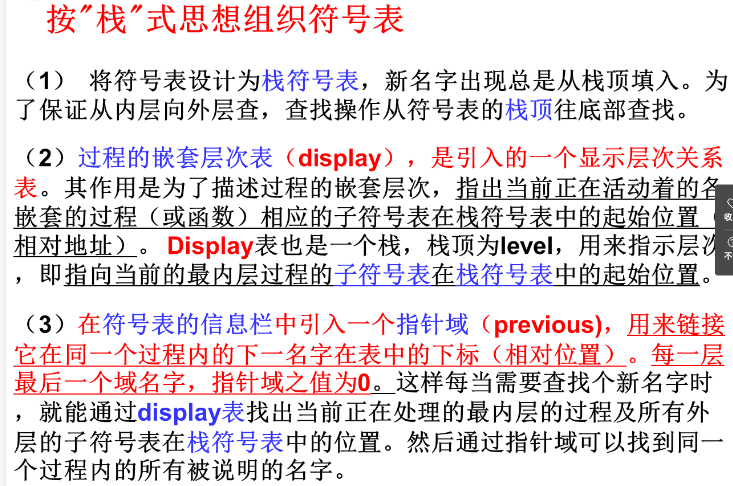 按"栈"式思想组织符号表
（1） 将符号表设计为栈符号表，新名字出现总是从栈顶填入。为
了保证从内层向外层查，查找操作从符号表的栈顶往底部查找。
（2）过程的嵌套层次表（display），是引入的一个显示层次关系
表。其作用是为了描述过程的嵌套层次，指出当前正在活动着的各
嵌套的过程（或函数）相应的子符号表在栈符号表中的起始位置（
相对地址）。 Display表也是一个栈，栈顶为level，用来指示层次
，即指向当前的最内层过程的子符号表在栈符号表中的起始位置。
（3）在符号表的信息栏中引入一个指针域（previous)，用来链接
它在同一个过程内的下一名字在表中的下标（相对位置）。每一层
最后一个域名字，指针域之值为0。这样每当需要查找个新名字时
，就能通过display表找出当前正在处理的最内层的过程及所有外
层的子符号表在栈符号表中的位置。然后通过指针域可以找到同一
个过程内的所有被说明的名字。
收
不